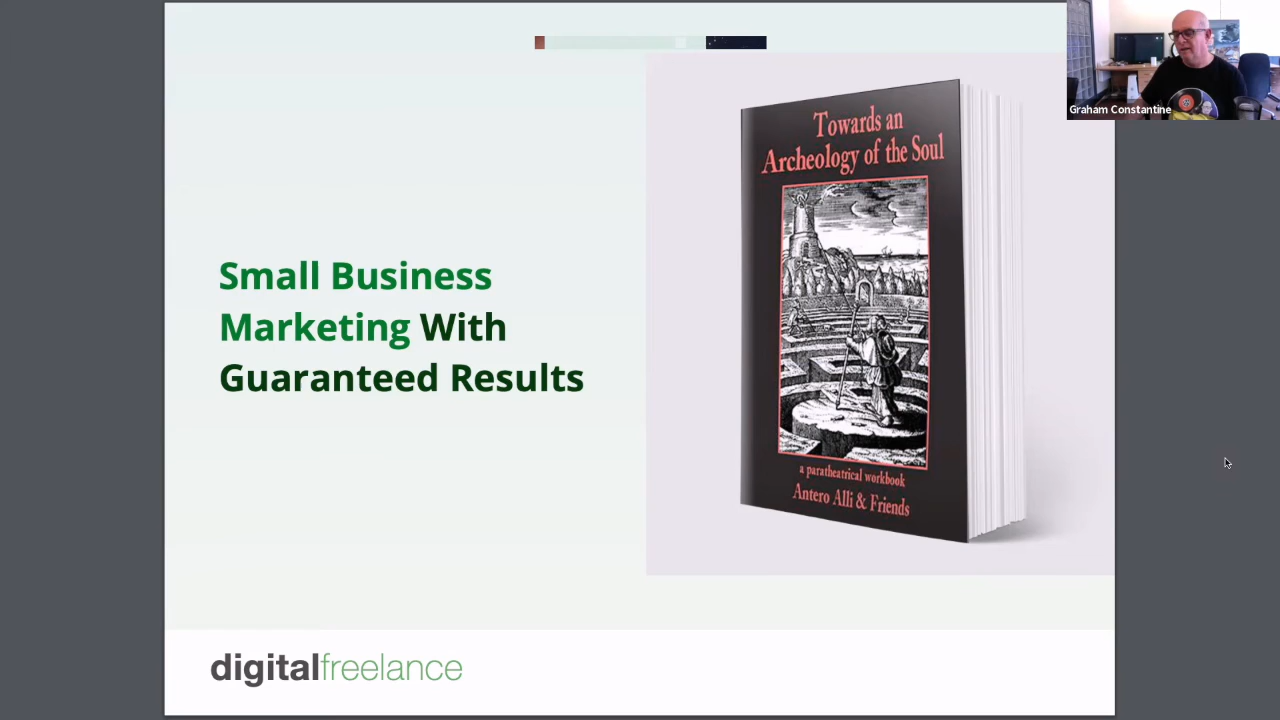 Graham Constantine
Towards an
Archeology of the Soul
Small Business
Marketing With
Guaranteed Results
a paratheatrical workbook
Antero Alli & Friends
digitalfreelance